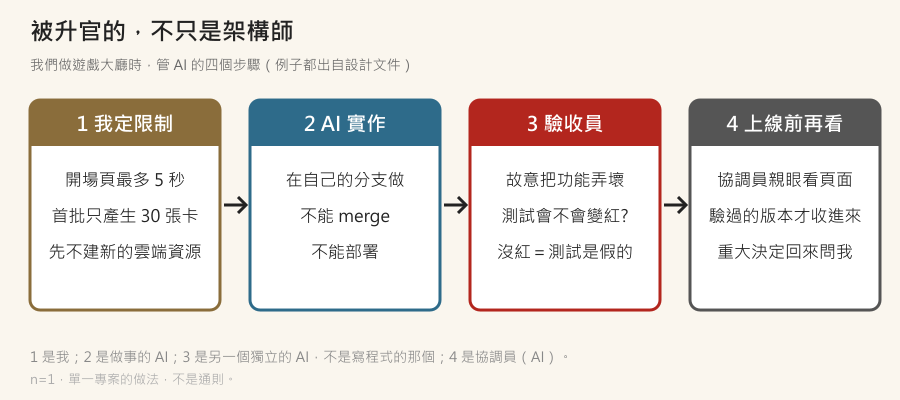 被升官的，不只是架構師
我們做遊戲大廳時，管 AI 的四個步驟（例子都出自設計文件）
1 我定限制
開場頁最多 5 秒
首批只產生 30 張卡
先不建新的雲端資源
2 AI 實作
在自己的分支做
不能 merge
不能部署
3 驗收員
故意把功能弄壞
測試會不會變紅?
沒紅 = 測試是假的
4 上線前再看
協調員親眼看頁面
驗過的版本才收進來
重大決定回來問我
1 是我；2 是做事的 AI；3 是另一個獨立的 AI，不是寫程式的那個；4 是協調員（AI）。
n=1，單一專案的做法，不是通則。